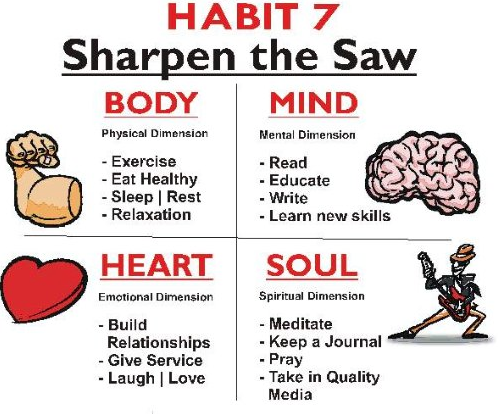 HABIT 7
Sharpen the Saw
BODY
Physical Dimension
- Exercise
- Eat Healthy
- Sleep | Rest
- Relaxation
MIND
Mental Dimension
- Read
- Educate
- Write
- Learn new skills
HEART
Emotional Dimension
- Build
Relationships
- Give Service
- Laugh | Love
SOUL
Spiritual Dimension
- Meditate
- Keep a Journal
- Pray
- Take in Quality
Media